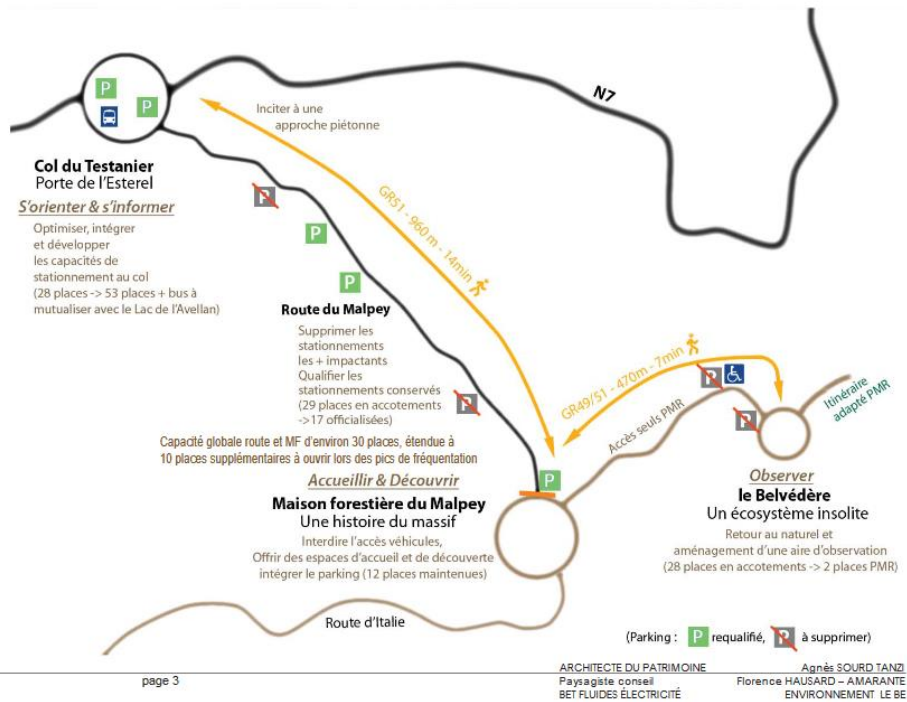 N7
P
P
Inciter à une
approche piétonne
Col du Testanier
Porte de l'Esterel
S'orienter & s'informer
Optimiser, intégrer
et développer
les capacités de
stationnement au col
(28 places -> 53 places + bus à
mutualiser avec le Lac de l'Avellan)
P
P
P
GR51 - 960 m - 14min
Route du Malpey
Supprimer les
stationnements
les + impactants
Qualifier les
stationnements conservés
(29 places en accotements
->17 officialisées)
P
Capacité globale route et MF d'environ 30 places, étendue à
10 places supplémentaires à ouvrir lors des pics de fréquentation
GR49/51 - 470m - 7min
P
P
Accès seuls PMR
Itinéraire
adapté PMR
Accueillir & Découvrir
P
Maison forestière du Malpey
Une histoire du massif
Interdire l'accès véhicules,
Offrir des espaces d'accueil et de découverte
intégrer le parking (12 places maintenues)
Observer
le Belvédère
Un écosystème insolite
Retour au naturel et
aménagement d'une aire d'observation
(28 places en accotements -> 2 places PMR)
Route d'Italie
(Parking : P requalifié, P à supprimer)
page 3
ARCHITECTE DU PATRIMOINE Agnès SOURD TANZI
Paysagiste conseil Florence HAUSARD – AMARANTE
BET FLUIDES ÉLECTRICITÉ ENVIRONNEMENT LE BE